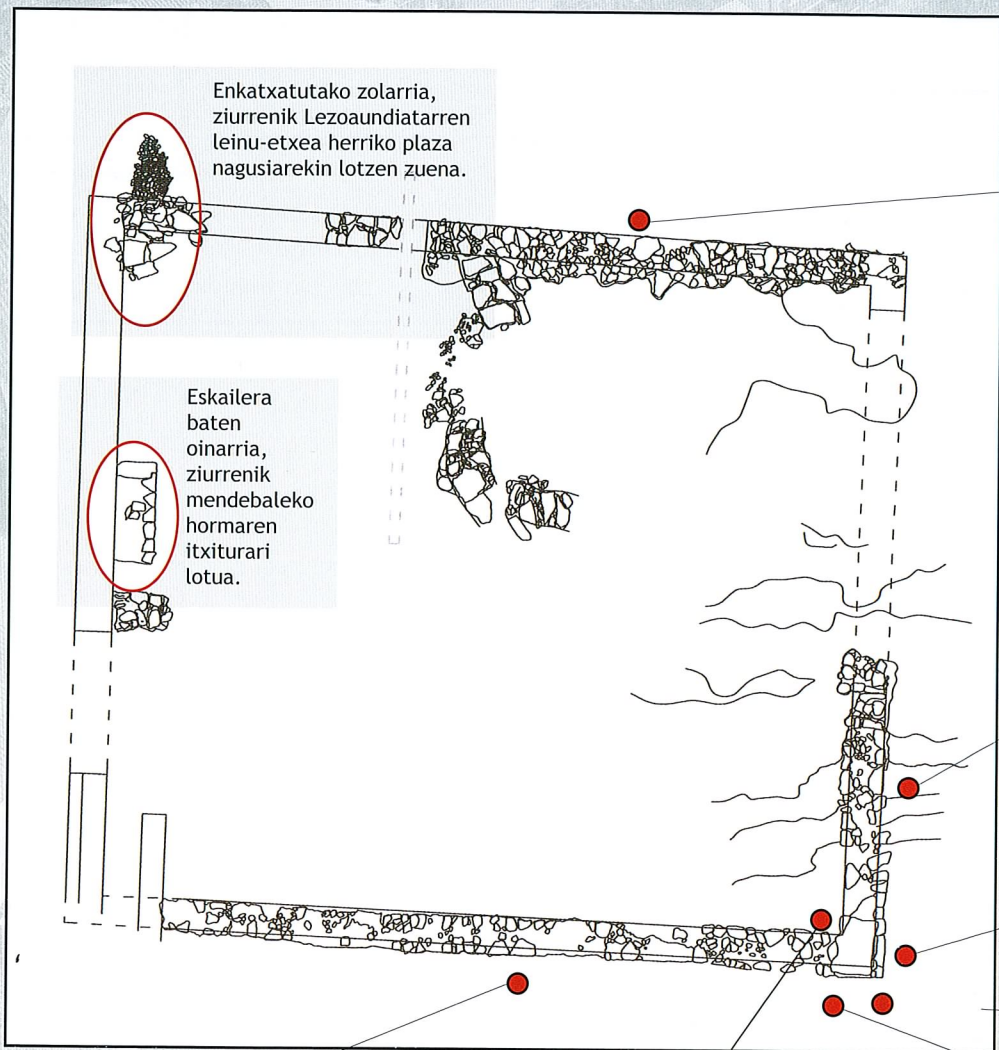 Enkatxatutako zolarria,
ziurrenik Lezoaundiatarren
leinu-etxea herriko plaza
nagusiarekin lotzen zuena.
Eskailera
baten
oinarria,
ziurrenik
mendebaleko
hormaren
itxiturari
lotua.